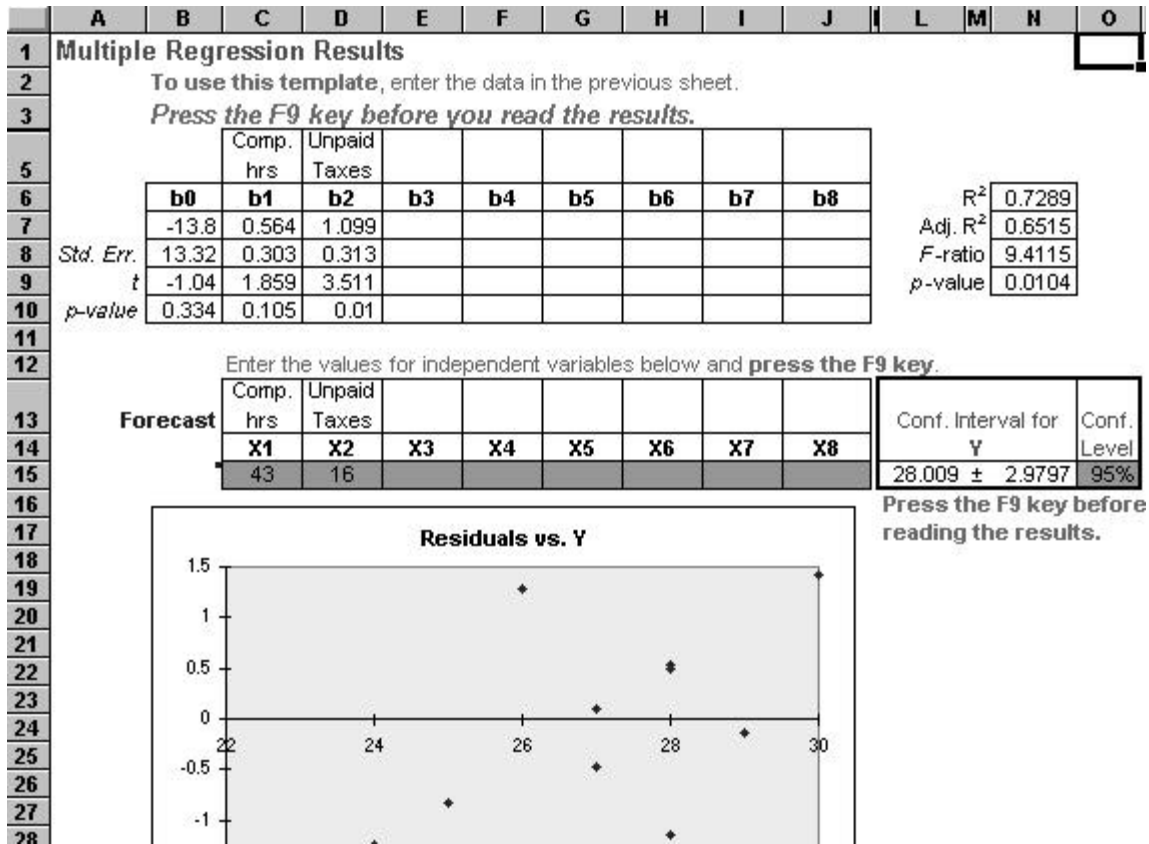 A B C D E F G H I J L M N O
1 Multiple Regression Results
2 To use this template, enter the data in the previous sheet.
3 Press the F9 key before you read the results.
Comp. Unpaid
5 hrs Taxes
6 b0 b1 b2 b3 b4 b5 b6 b7 b8 R² 0.7289
7 -13.8 0.564 1.099 Adj. R² 0.6515
8 Std. Err. 13.32 0.303 0.313 F-ratio 9.4115
9 t -1.04 1.859 3.511 p-value 0.0104
10 p-value 0.334 0.105 0.01
11
12 Enter the values for independent variables below and press the F9 key.
Comp. Unpaid
13 Forecast hrs Taxes Conf. Interval for Conf.
14 X1 X2 X3 X4 X5 X6 X7 X8 Y Level
15 43 16 28.009 ± 2.9797 95%
16 Press the F9 key before
17 Residuals vs. Y reading the results.
18 1.5
19
20 1
21
22 0.5
23
24 0
25 22 24 26 28 30
26 -0.5
27
28 -1